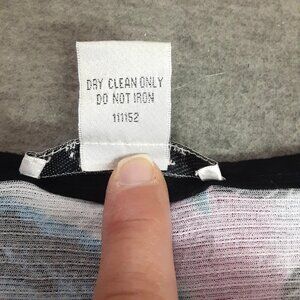 DRY CLEAN ONLY
DO NOT IRON
111152